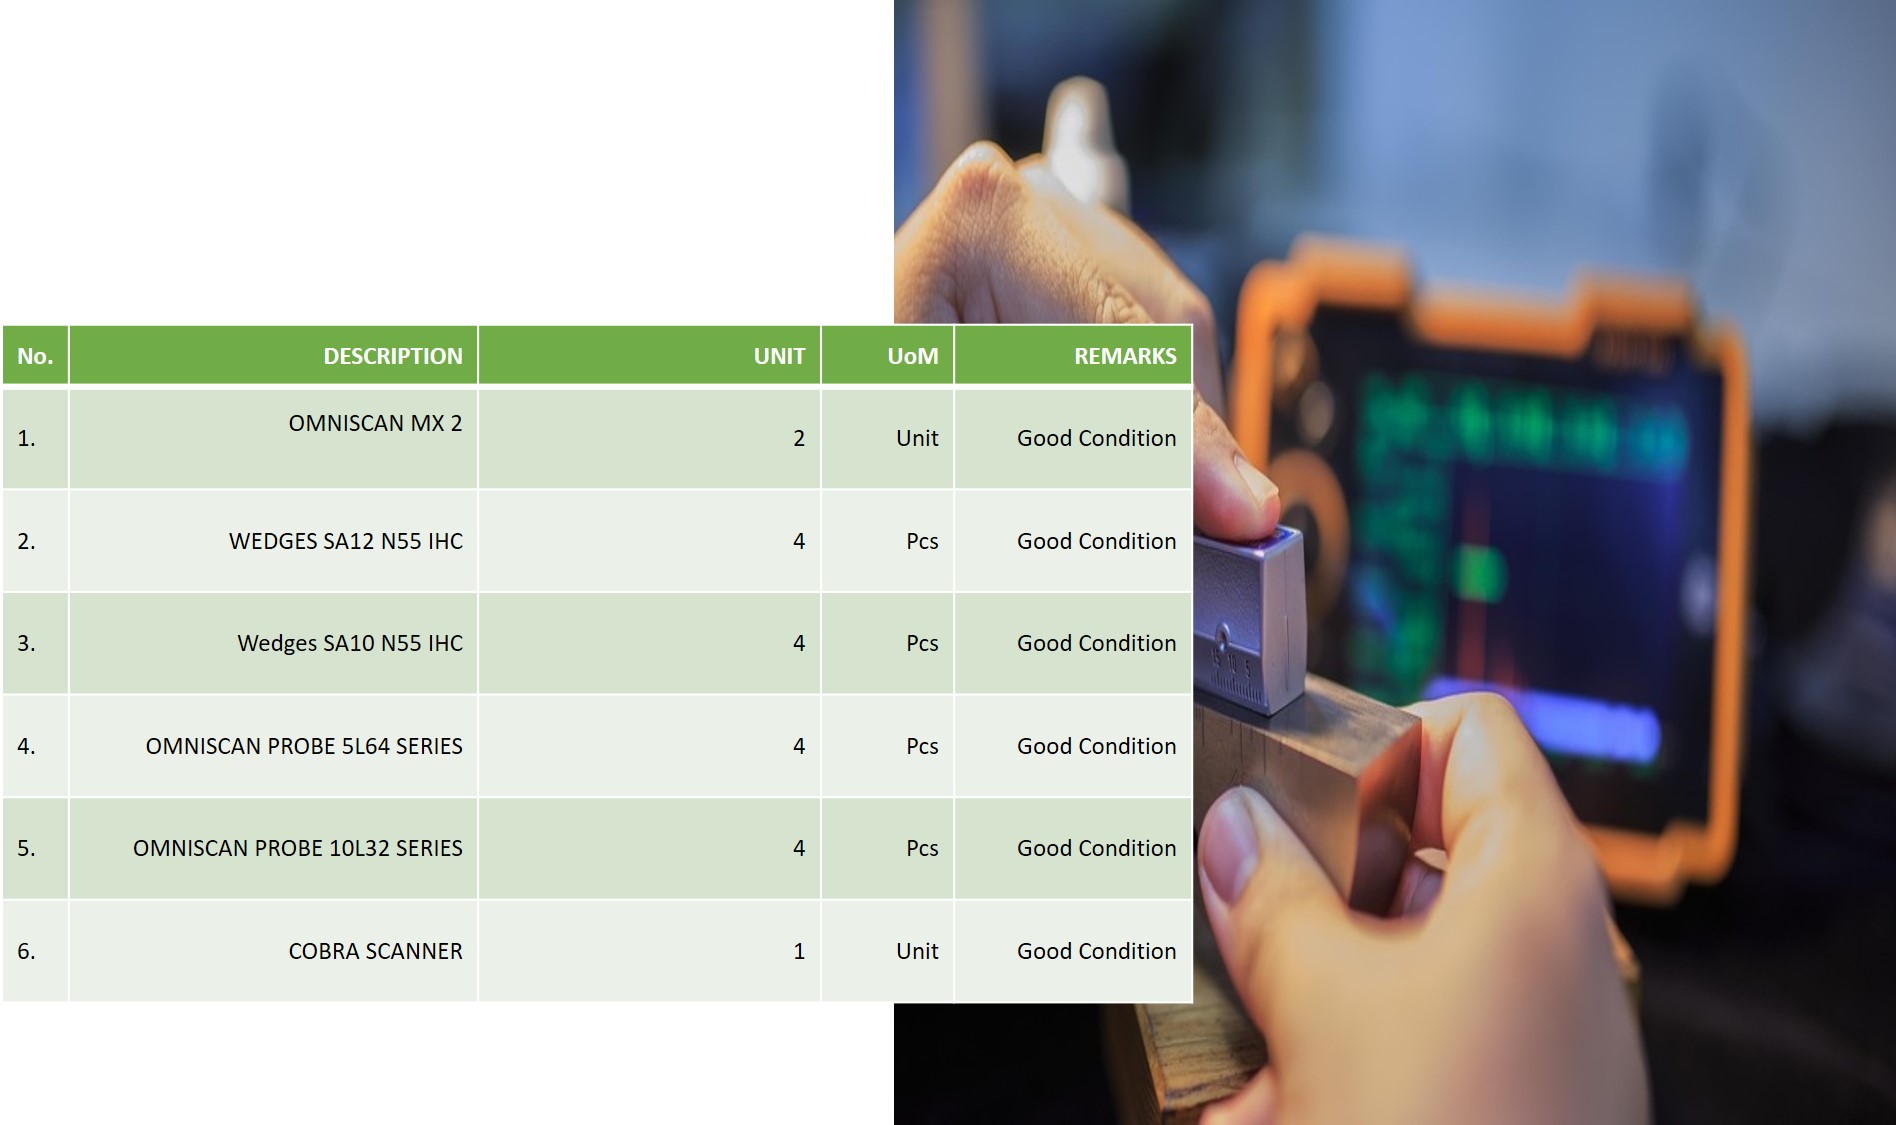 No. DESCRIPTION UNIT UoM REMARKS
1. OMNISCAN MX 2 2 Unit Good Condition
2. WEDGES SA12 N55 IHC 4 Pcs Good Condition
3. Wedges SA10 N55 IHC 4 Pcs Good Condition
4. OMNISCAN PROBE 5L64 SERIES 4 Pcs Good Condition
5. OMNISCAN PROBE 10L32 SERIES 4 Pcs Good Condition
6. COBRA SCANNER 1 Unit Good Condition